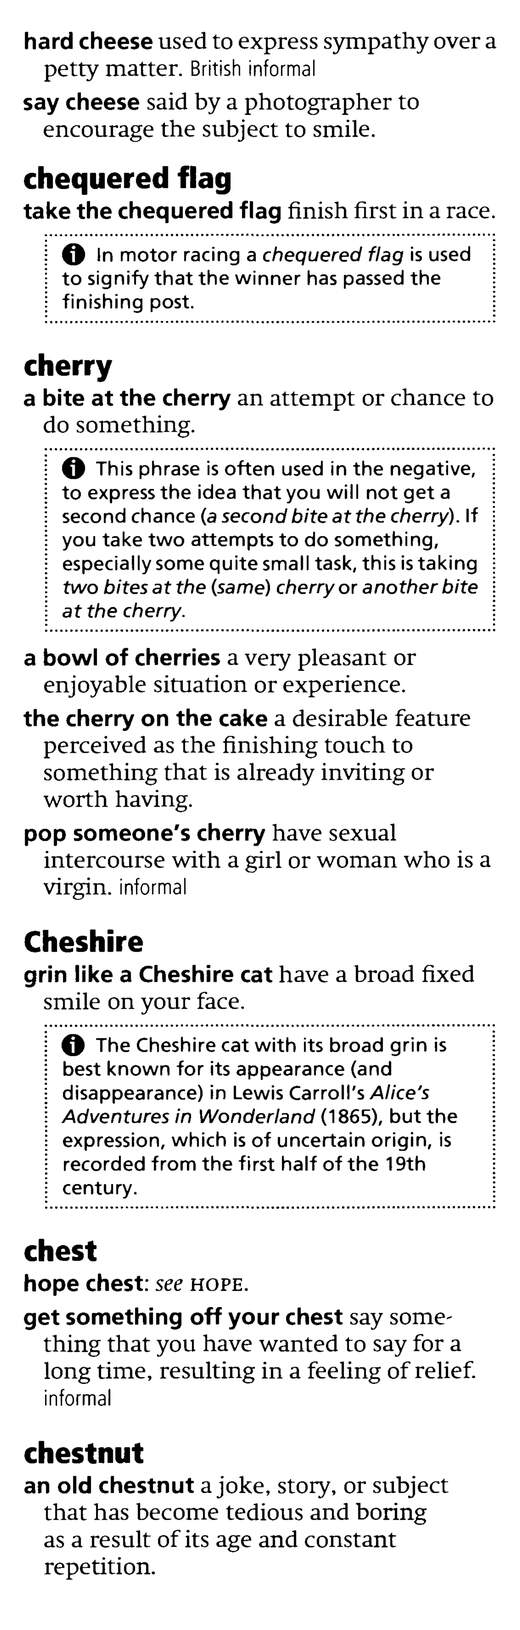 hard cheese used to express sympathy over a
petty matter. British informal
say cheese said by a photographer to
encourage the subject to smile.
chequered flag
take the chequered flag finish first in a race.
In motor racing a chequered flag is used
to signify that the winner has passed the
finishing post.
cherry
a bite at the cherry an attempt or chance to
do something.
This phrase is often used in the negative,
to express the idea that you will not get a
second chance (a second bite at the cherry). If
you take two attempts to do something,
especially some quite small task, this is taking
two bites at the (same) cherry or another bite
at the cherry.
a bowl of cherries a very pleasant or
enjoyable situation or experience.
the cherry on the cake a desirable feature
perceived as the finishing touch to
something that is already inviting or
worth having.
pop someone's cherry have sexual
intercourse with a girl or woman who is a
virgin. informal
Cheshire
grin like a Cheshire cat have a broad fixed
smile on your face.
The Cheshire cat with its broad grin is
best known for its appearance (and
disappearance) in Lewis Carroll's Alice's
Adventures in Wonderland (1865), but the
expression, which is of uncertain origin, is
recorded from the first half of the 19th
century.
chest
hope chest: see HOPE.
get something off your chest say some-
thing that you have wanted to say for a
long time, resulting in a feeling of relief.
informal
chestnut
an old chestnut a joke, story, or subject
that has become tedious and boring
as a result of its age and constant
repetition.